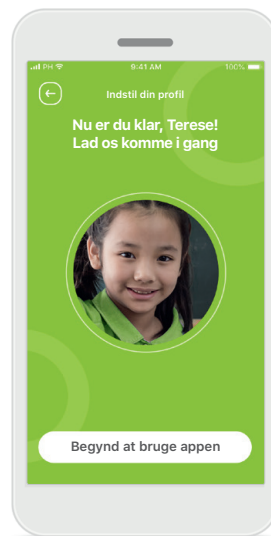 PH
9:41 AM
100%
Indstil din profil
Nu er du klar, Terese!
Lad os komme i gang
Begynd at bruge appen